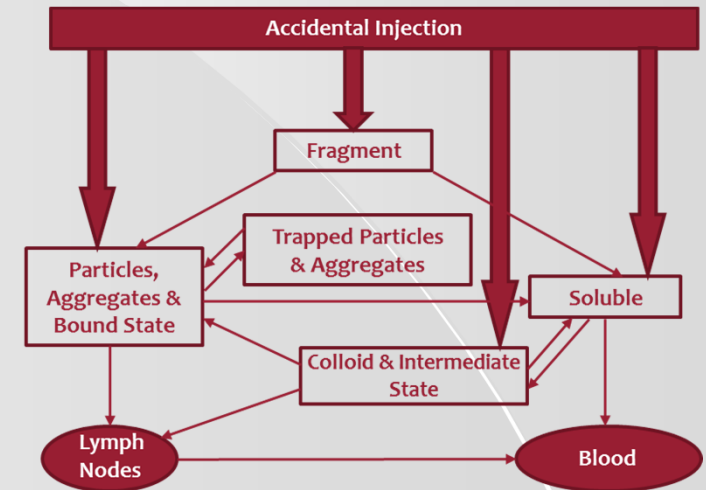 Accidental Injection
Fragment
Trapped Particles
& Aggregates
Particles,
Aggregates &
Bound State
Soluble
Colloid & Intermediate
State
Lymph
Nodes
Blood